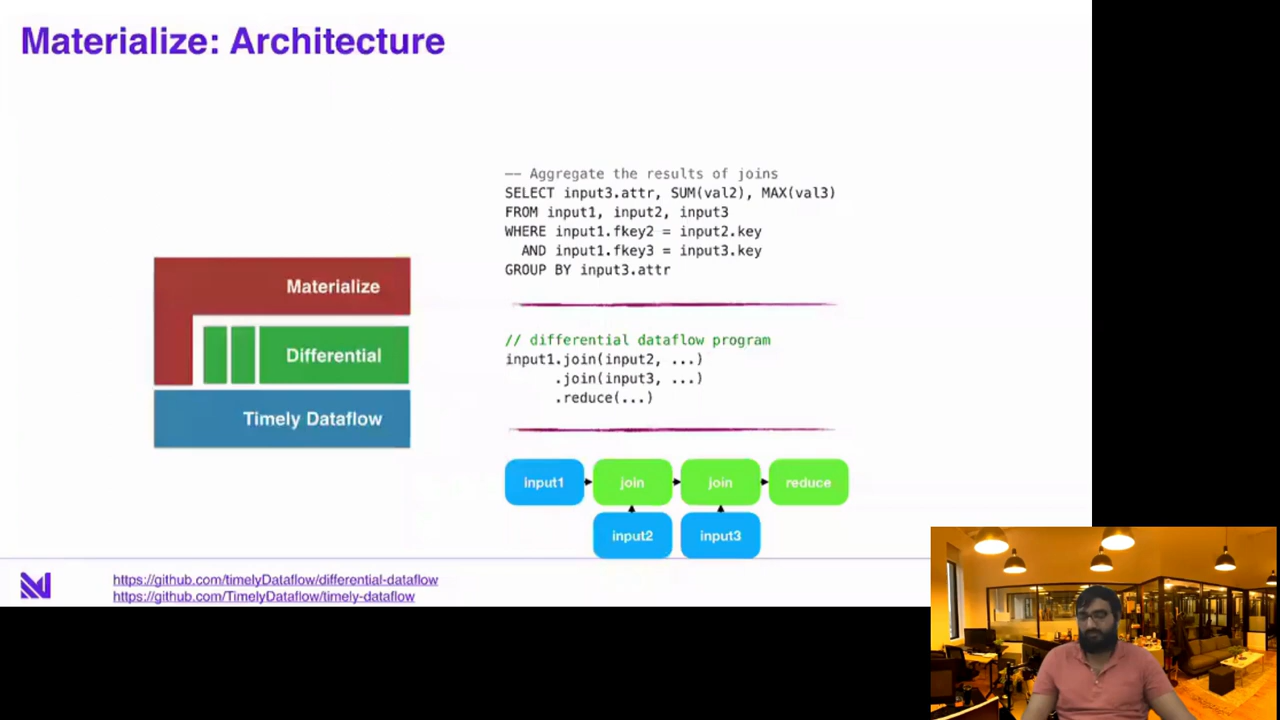 Materialize: Architecture
Materialize
Differential
Timely Dataflow
-- Aggregate the results of joins
SELECT input3.attr, SUM(val2), MAX(val3)
FROM input1, input2, input3
WHERE input1.fkey2 = input2.key
AND input1.fkey3 = input3.key
GROUP BY input3.attr
// differential dataflow program
input1.join(input2, ...)
.join(input3, ...)
.reduce(...)
input1 join join reduce
input2 input3
https://github.com/timelyDataflow/differential-dataflow
https://github.com/TimelyDataflow/timely-dataflow